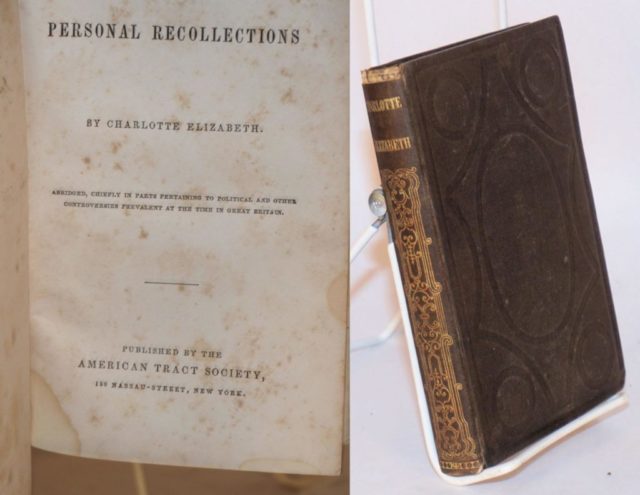 PERSONAL RECOLLECTIONS
BY CHARLOTTE ELIZABETH.
ABRIDGED, CHIEFLY IN PARTS PERTAINING TO POLITICAL AND OTHER
CONTROVERSIES PREVALENT AT THE TIME IN GREAT BRITAIN.
PUBLISHED BY THE
AMERICAN TRACT SOCIETY,
150 NASSAU-STREET, NEW YORK.
CHARLOTTE
ELIZABETH